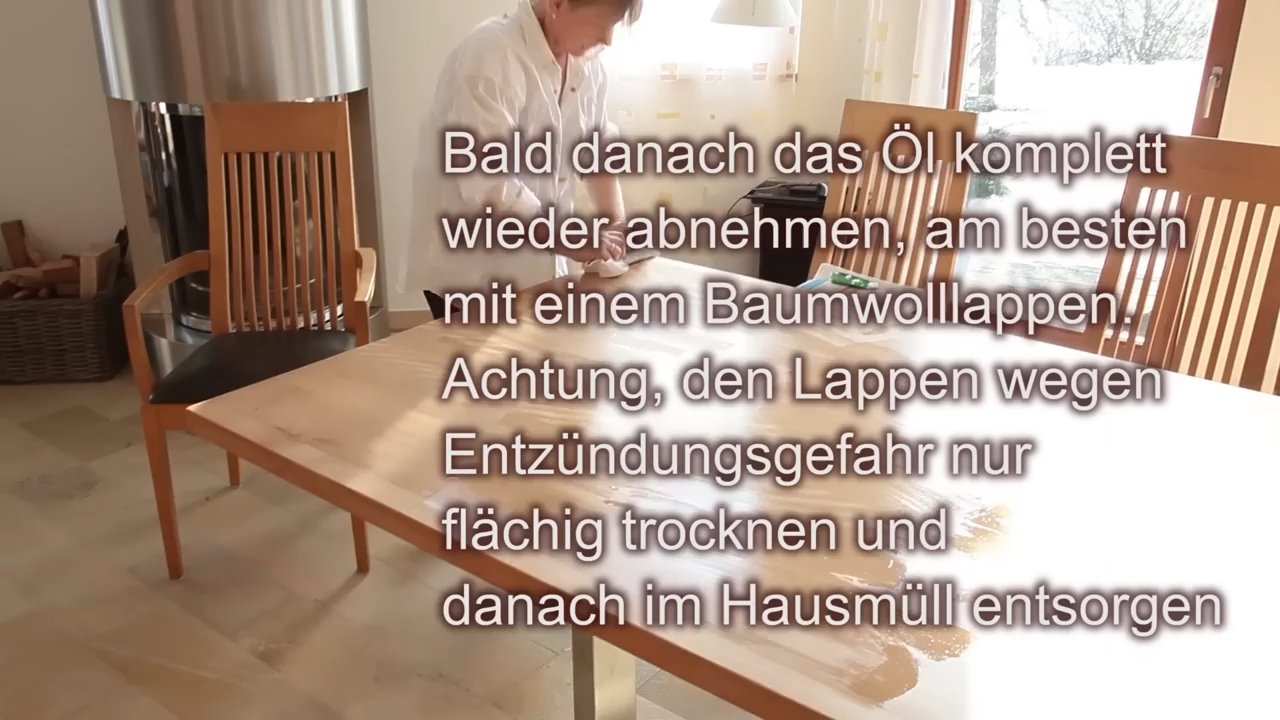 Bald danach das Öl komplett
wieder abnehmen, am besten
mit einem Baumwolllappen.
Achtung, den Lappen wegen
Entzündungsgefahr nur
flächig trocknen und
danach im Hausmüll entsorgen